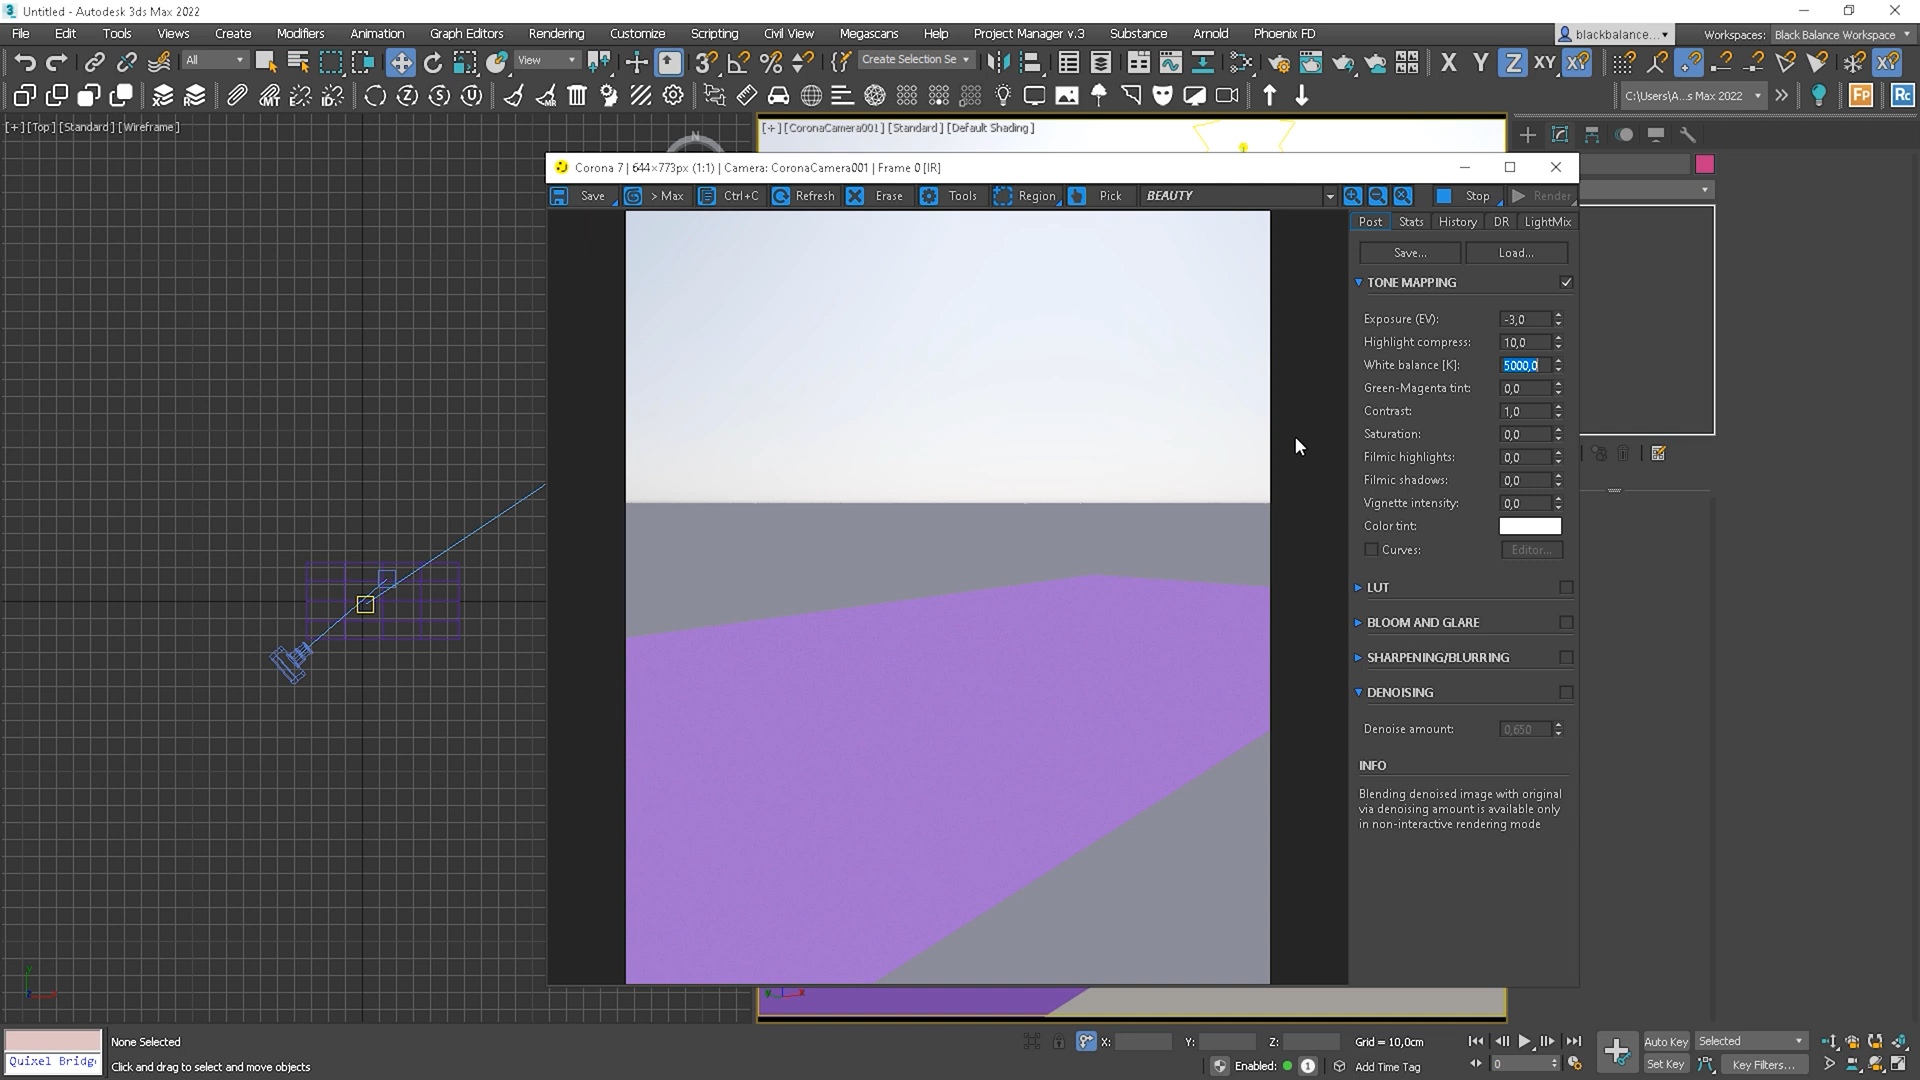 Untitled - Autodesk 3ds Max 2022
File Edit Tools Views Create Modifiers Animation Graph Editors Rendering Customize Scripting Civil View Megascans Help Project Manager v.3 Substance Arnold Phoenix FD
blackbalance... Workspaces: Black Balance Workspace
All View Create Selection Se X Y Z XY XY
C:\Users\A...s Max 2022 Fp Rc
[+] [Top] [Standard] [Wireframe]
[+] [CoronaCamera001] [Standard] [Default Shading]
N
Corona 7 | 644×773px (1:1) | Camera: CoronaCamera001 | Frame 0 [IR]
Save > Max Ctrl+C Refresh Erase Tools Region Pick BEAUTY Stop Render
Post Stats History DR LightMix
Save... Load...
TONE MAPPING
Exposure (EV): -3,0
Highlight compress: 10,0
White balance [K]: 5000,0
Green-Magenta tint: 0,0
Contrast: 1,0
Saturation: 0,0
Filmic highlights: 0,0
Filmic shadows: 0,0
Vignette intensity: 0,0
Color tint:
Curves: Editor...
LUT
BLOOM AND GLARE
SHARPENING/BLURRING
DENOISING
Denoise amount: 0,650
INFO
Blending denoised image with original
via denoising amount is available only
in non-interactive rendering mode
None Selected X: Y: Z: Grid = 10,0cm Auto Key Selected
Quixel Bridg Click and drag to select and move objects Enabled: 1 Add Time Tag 0 Set Key Key Filters...